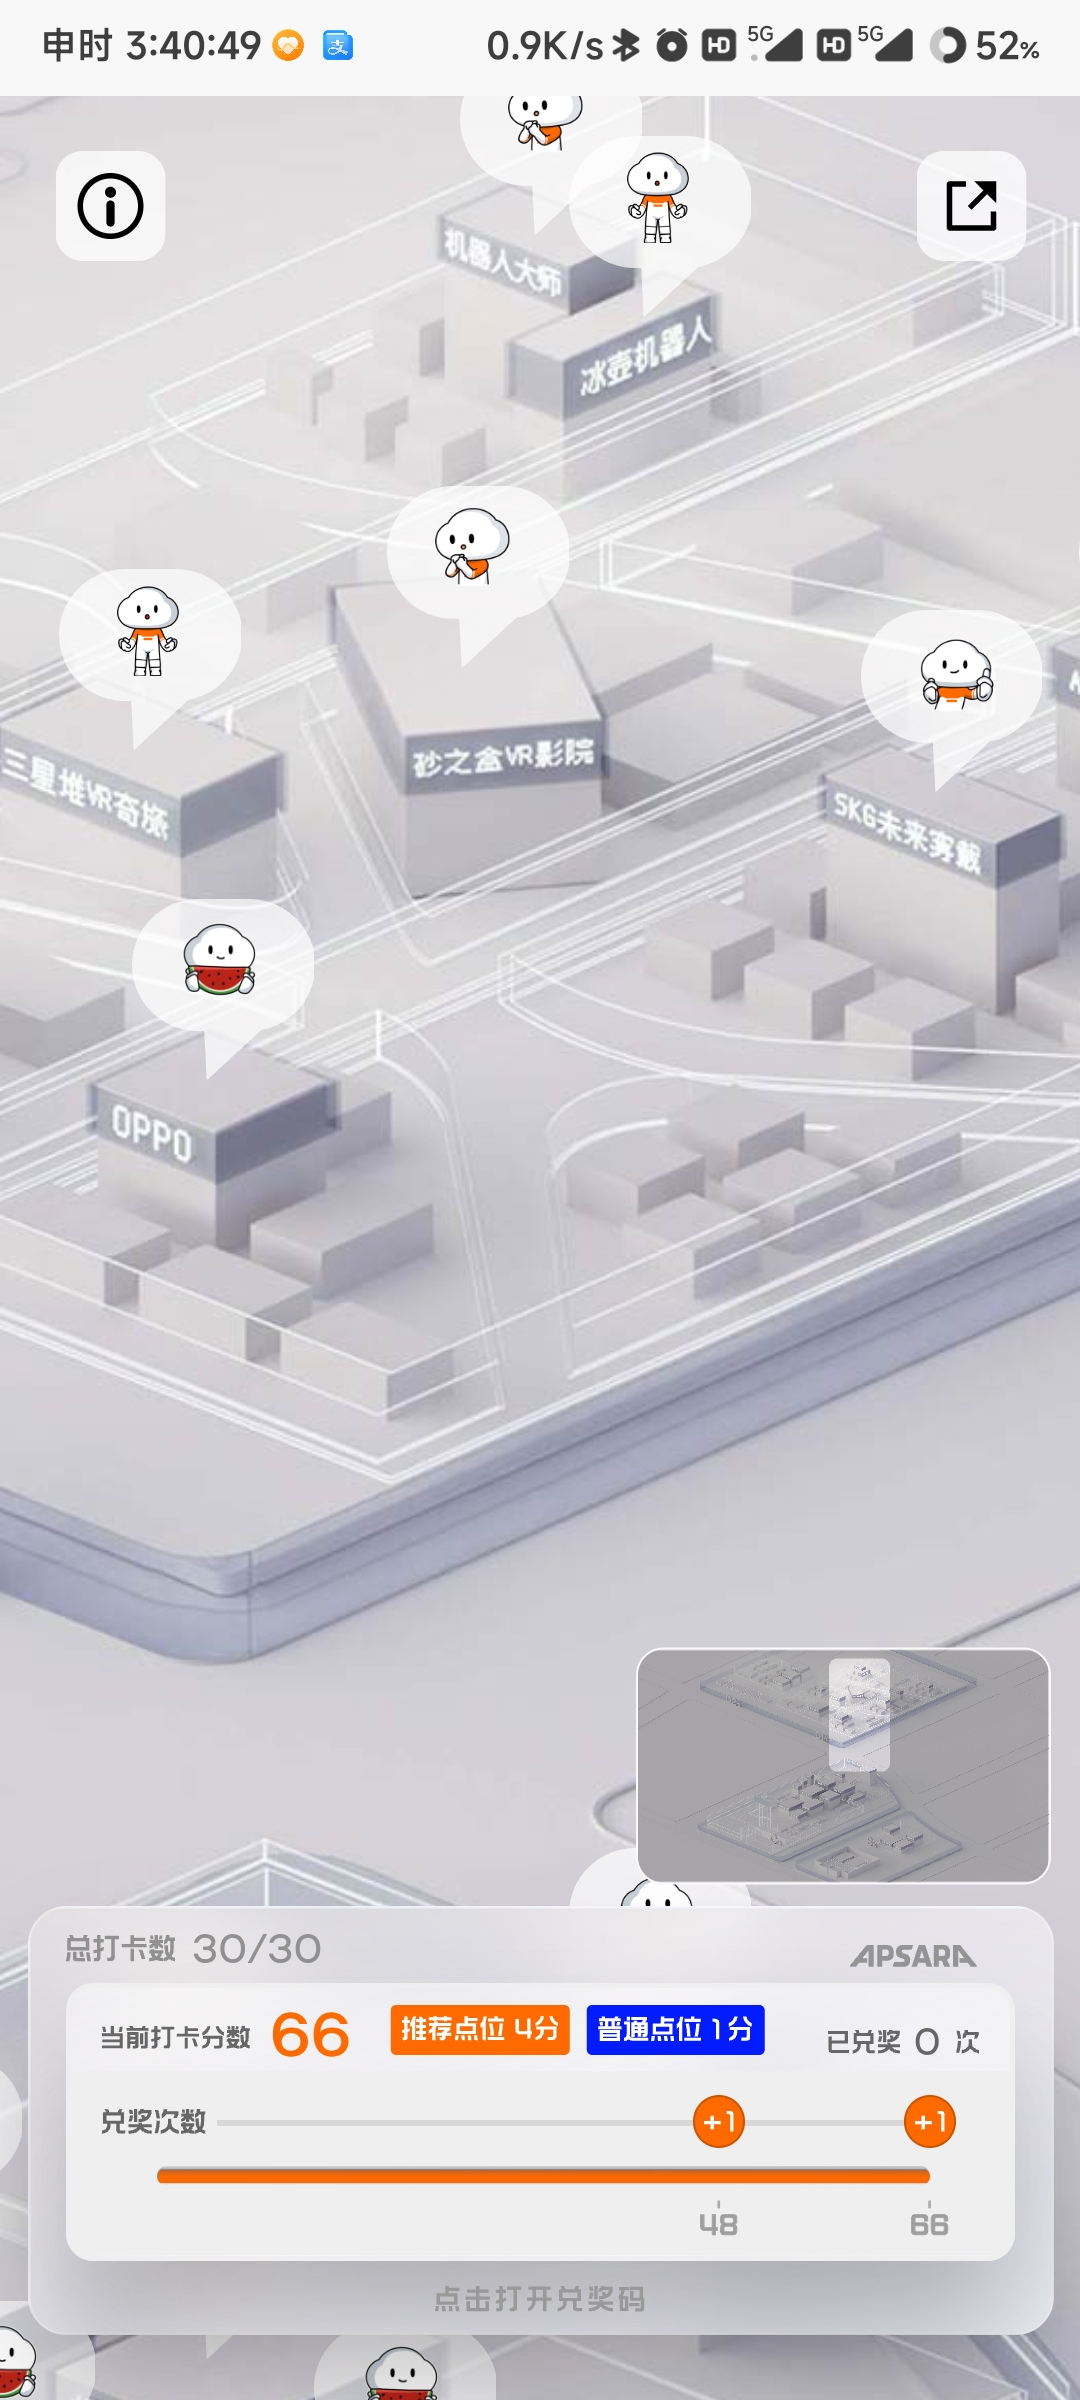 申时 3:40:49
0.9K/s HD 5G HD 5G 52%
机器人大师
冰壶机器人
砂之盒VR影院
三星堆VR奇旅
SKG未来穿戴
OPPO
总打卡数 30/30
APSARA
当前打卡分数 66 推荐点位 4分 普通点位 1分 已兑奖 0 次
兑奖次数 +1 +1
48 66
点击打开兑奖码